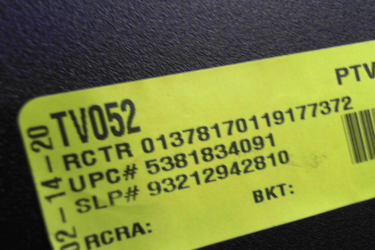 PTV
TV052
RCTR 01378170119177372
UPC# 5381834091
SLP# 93212942810
BKT:
RCRA:
02-14-20